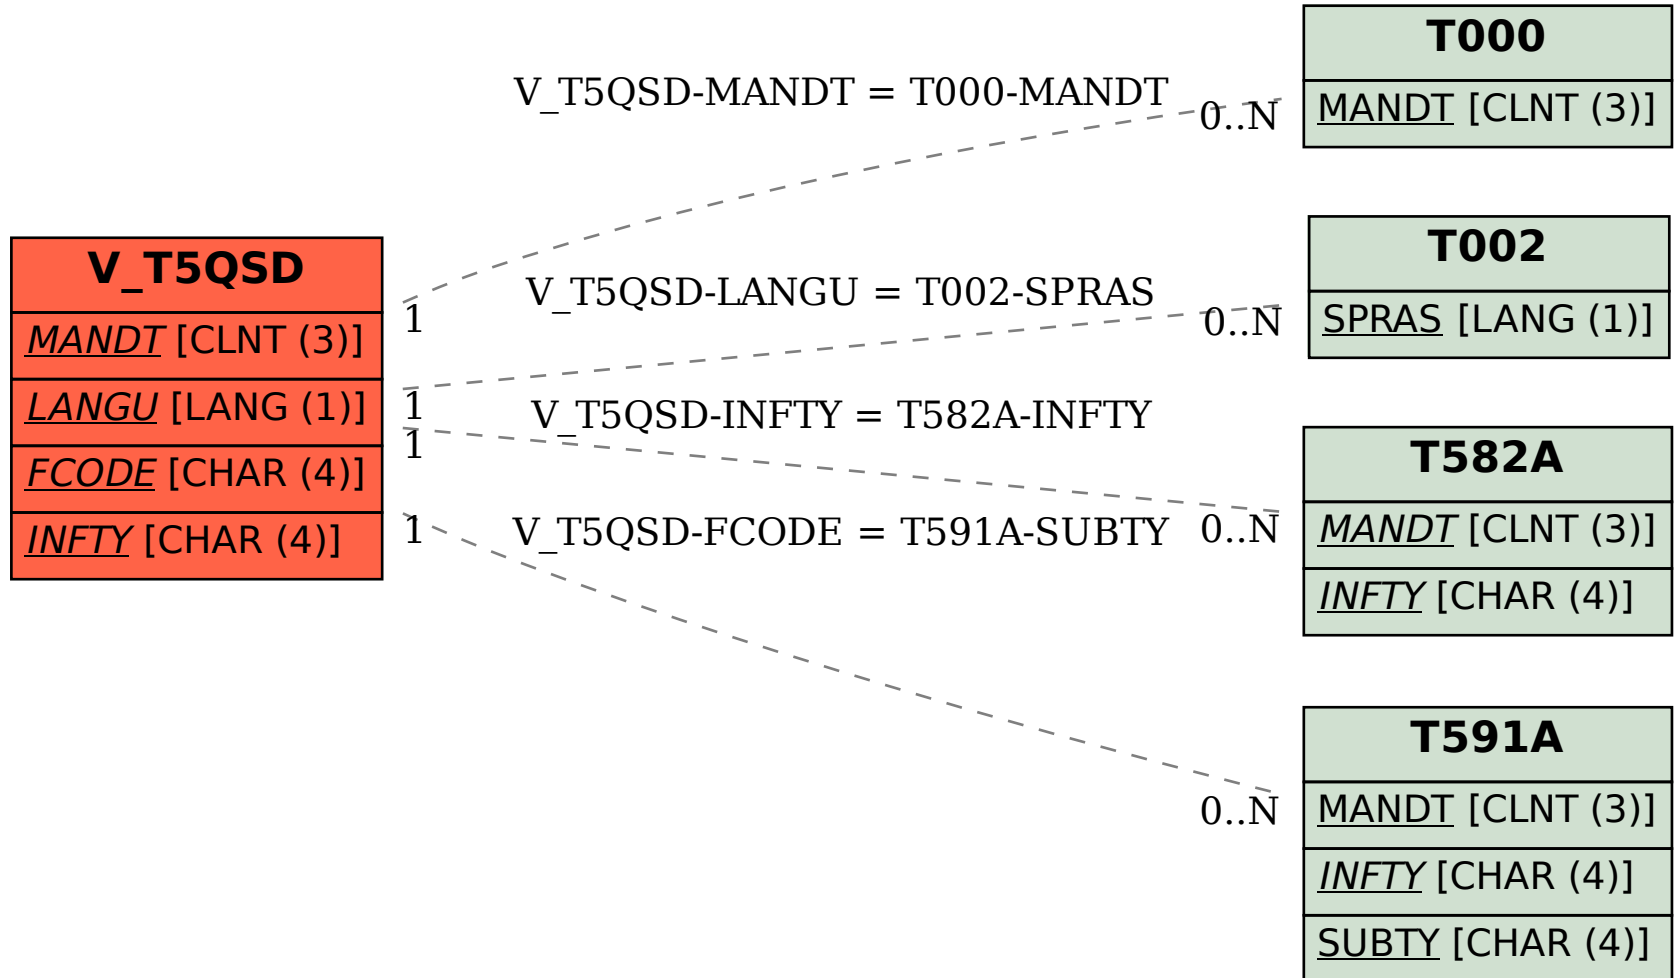 T000
MANDT [CLNT (3)]
V_T5QSD-MANDT = T000-MANDT
0..N
T002
SPRAS [LANG (1)]
V_T5QSD
MANDT [CLNT (3)]
LANGU [LANG (1)]
FCODE [CHAR (4)]
INFTY [CHAR (4)]
1
V_T5QSD-LANGU = T002-SPRAS
0..N
1
V_T5QSD-INFTY = T582A-INFTY
1
T582A
MANDT [CLNT (3)]
INFTY [CHAR (4)]
1
V_T5QSD-FCODE = T591A-SUBTY
0..N
T591A
MANDT [CLNT (3)]
INFTY [CHAR (4)]
SUBTY [CHAR (4)]
0..N